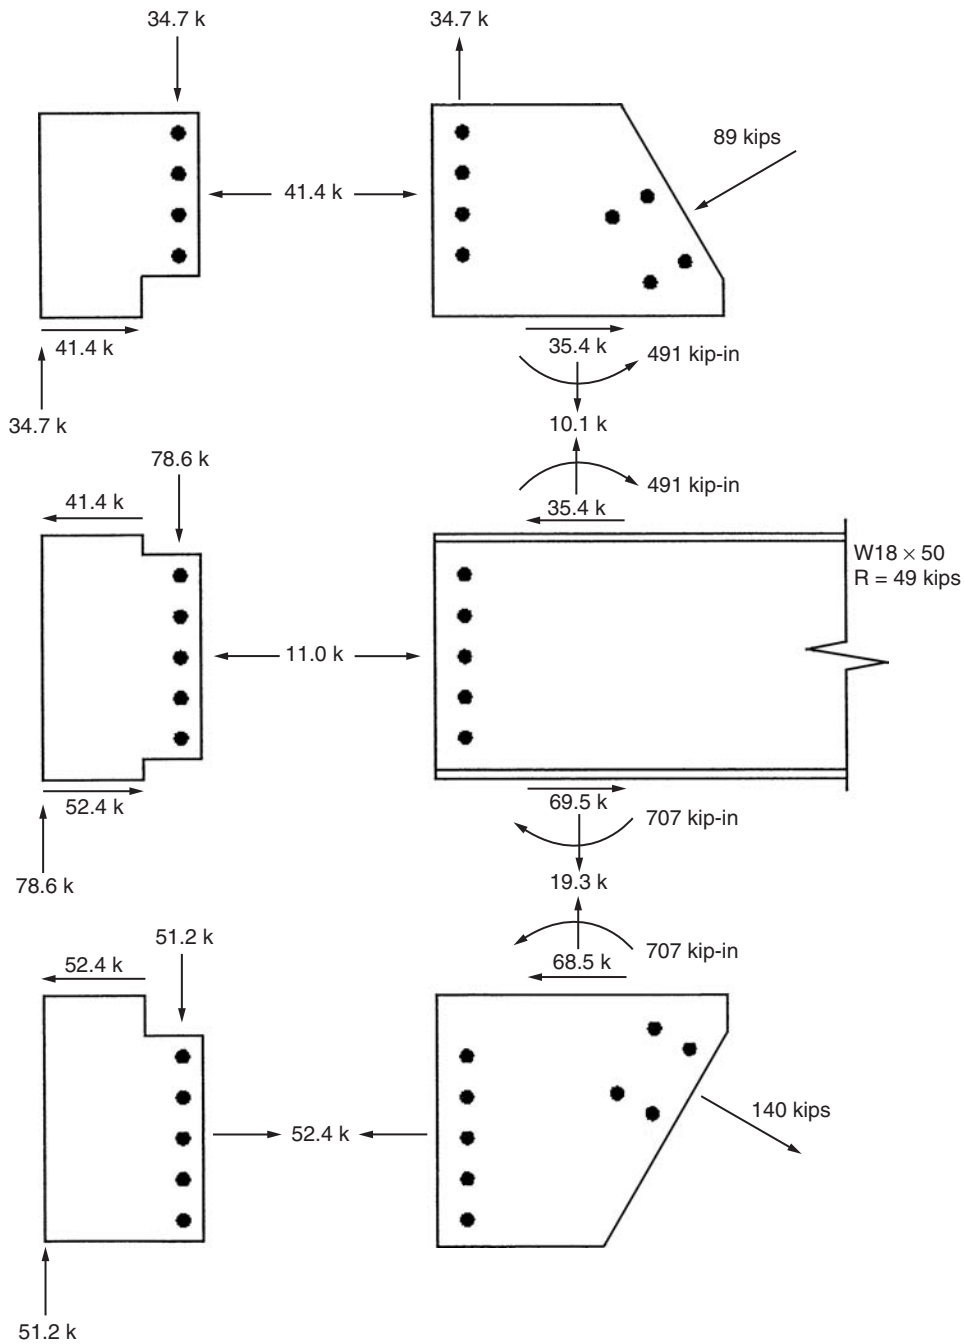 34.7 k
34.7 k
89 kips
41.4 k
41.4 k
35.4 k
491 kip-in
34.7 k
10.1 k
78.6 k
491 kip-in
41.4 k
35.4 k
W18 × 50
R = 49 kips
11.0 k
52.4 k
69.5 k
707 kip-in
78.6 k
19.3 k
51.2 k
707 kip-in
52.4 k
68.5 k
140 kips
52.4 k
51.2 k